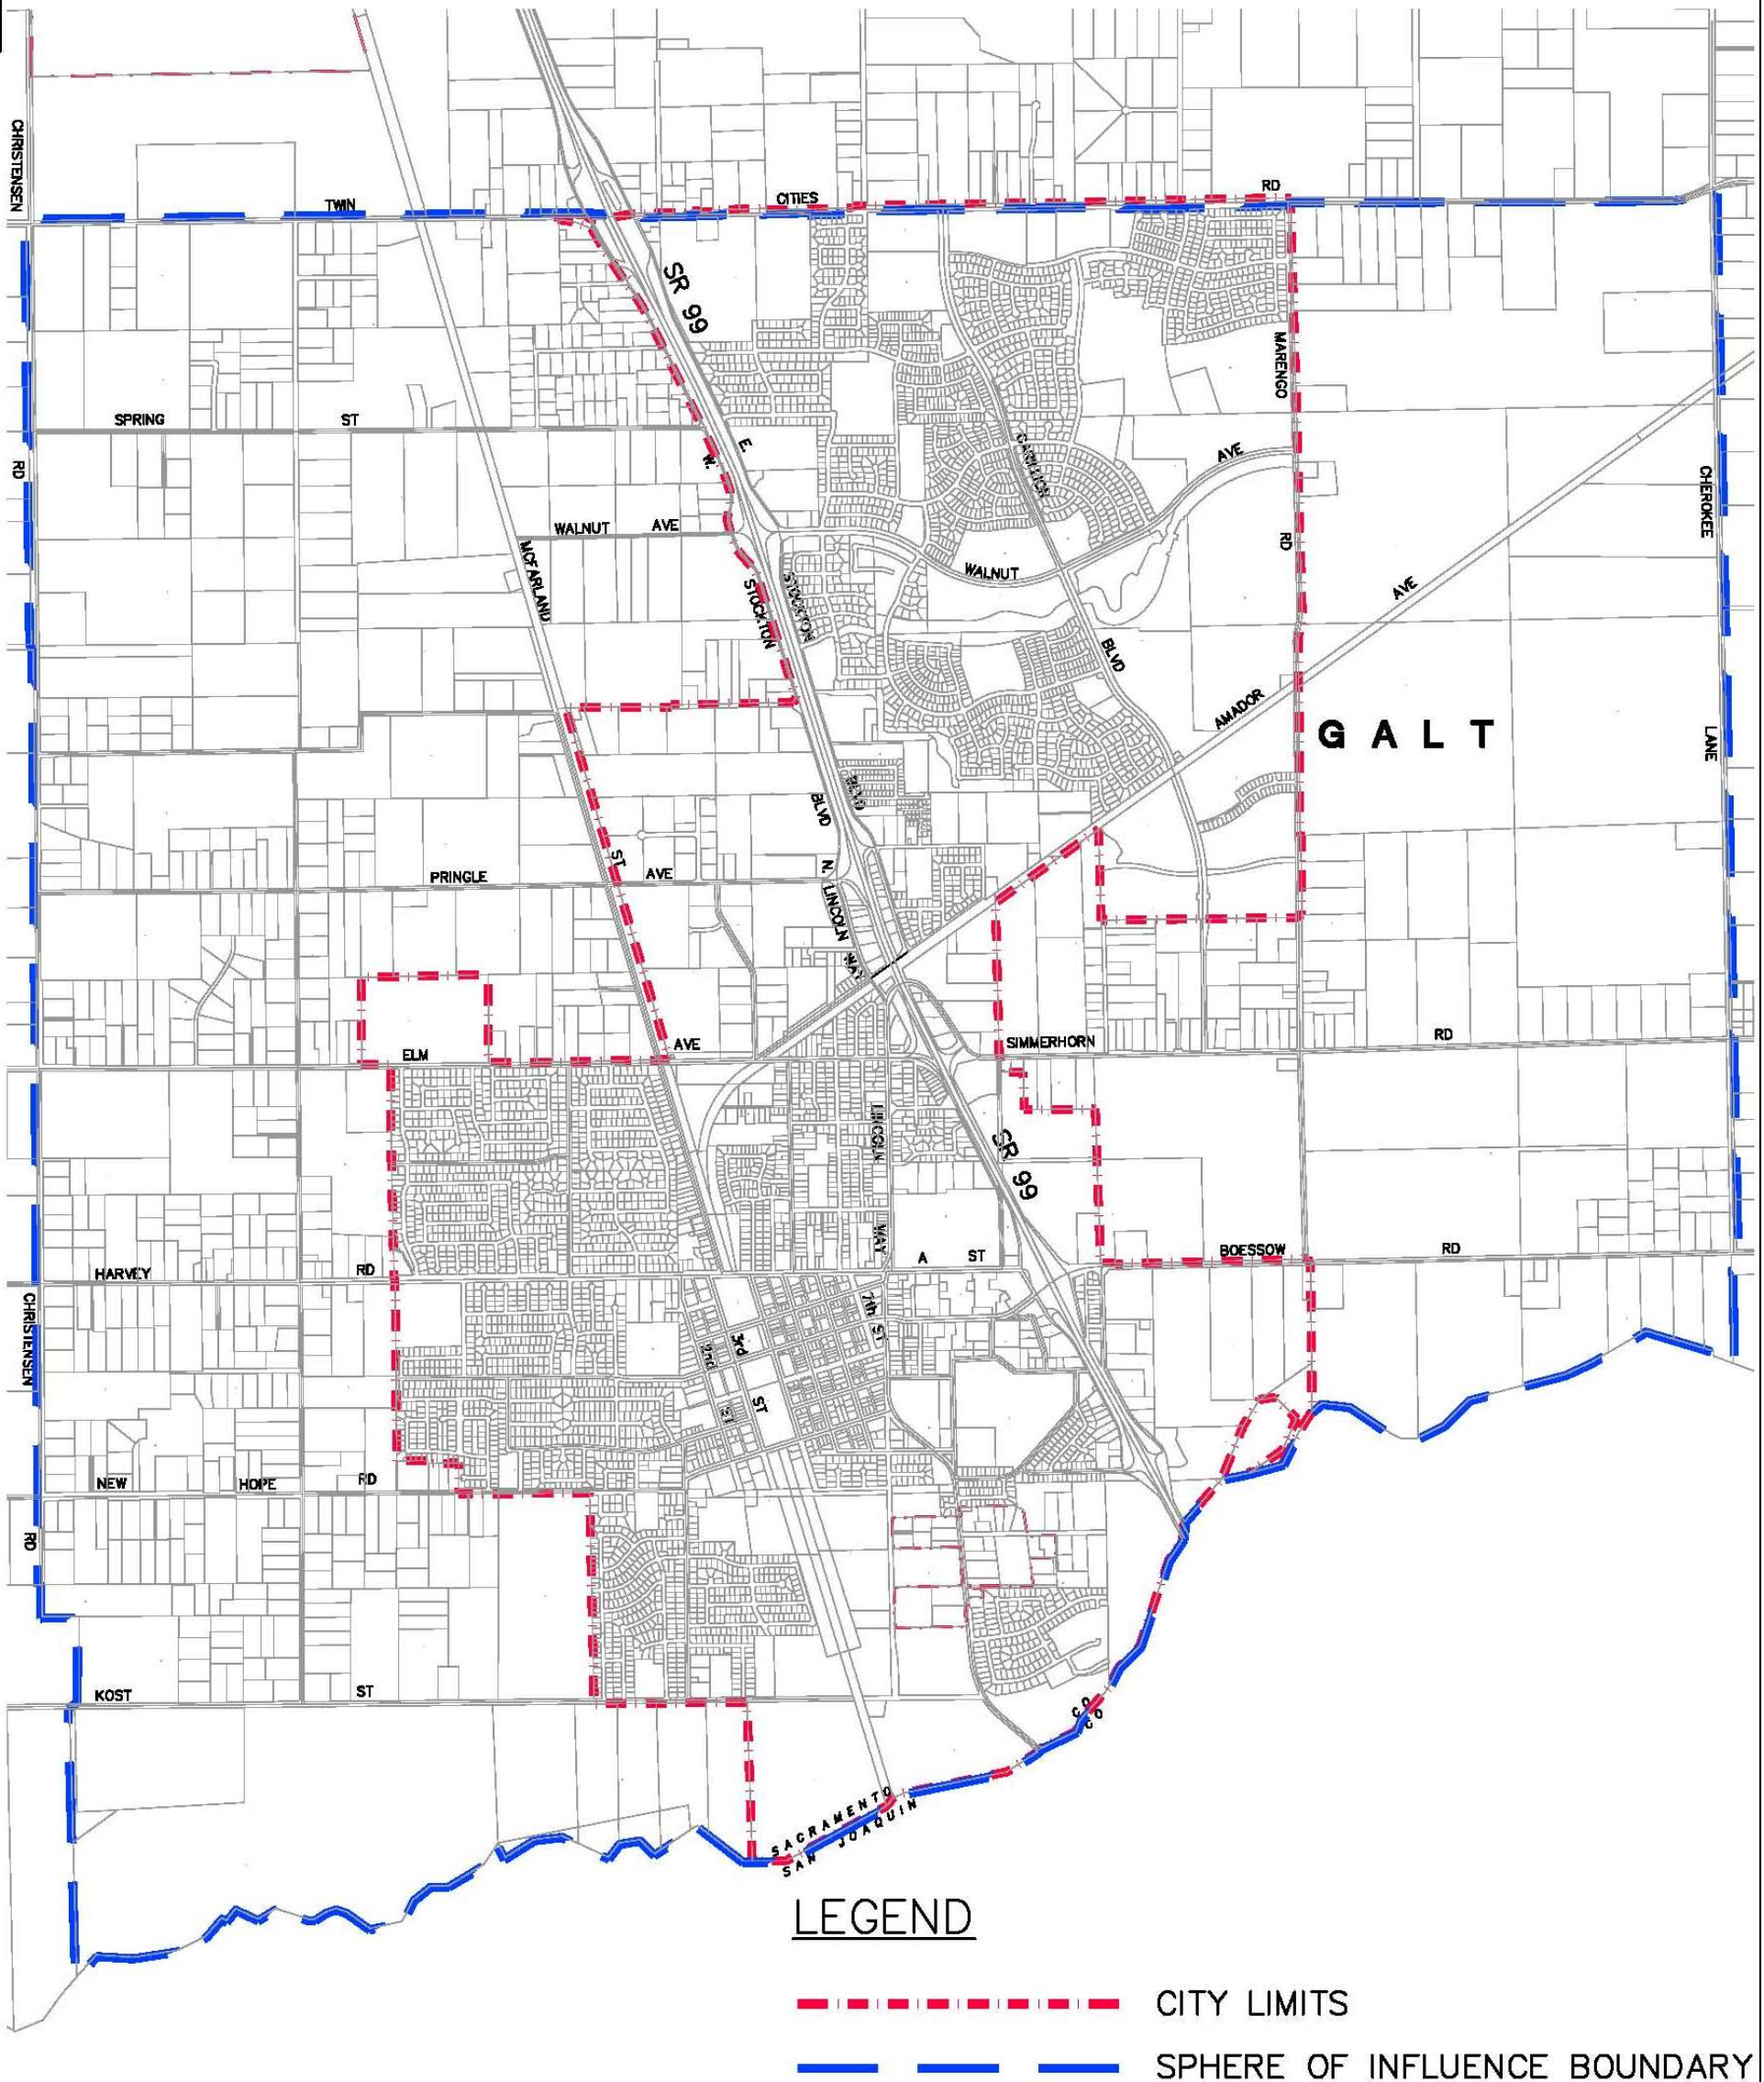 CHRISTENSEN
RD
TWIN
CITIES
RD
SR 99
SPRING
ST
E.
W.
MARENGO
RD
CARILLION
BLVD
AVE
WALNUT
AVE
WALNUT
MCFARLAND
ST
STOCKTON
STOCKTON
CHEROKEE
LANE
AVE
AMADOR
GALT
BLVD
BLVD
PRINGLE
AVE
N. LINCOLN
WAY
ELM
AVE
SIMMERHORN
RD
LINCOLN
WAY
SR 99
A ST
BOESSOW
RD
HARVEY
RD
CHRISTENSEN
RD
7th ST
3rd
ST
2nd
ST
NEW
HOPE
RD
KOST
ST
CO
CO
SACRAMENTO
SAN JOAQUIN
LEGEND
CITY LIMITS
SPHERE OF INFLUENCE BOUNDARY